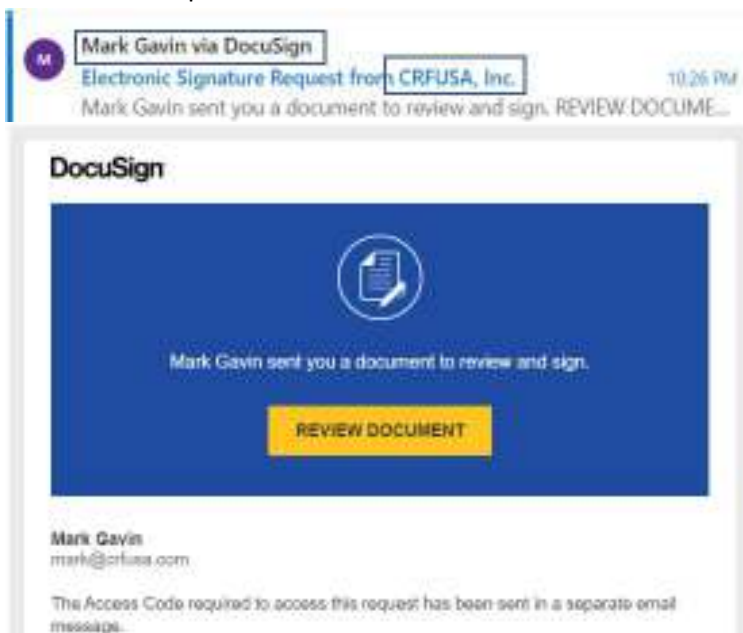 M
Mark Gavin via DocuSign
Electronic Signature Request from CRFUSA, Inc. 10:26 PM
Mark Gavin sent you a document to review and sign. REVIEW DOCUME...
DocuSign
Mark Gavin sent you a document to review and sign.
REVIEW DOCUMENT
Mark Gavin
mark@crfusa.com
The Access Code required to access this request has been sent in a separate email
message.